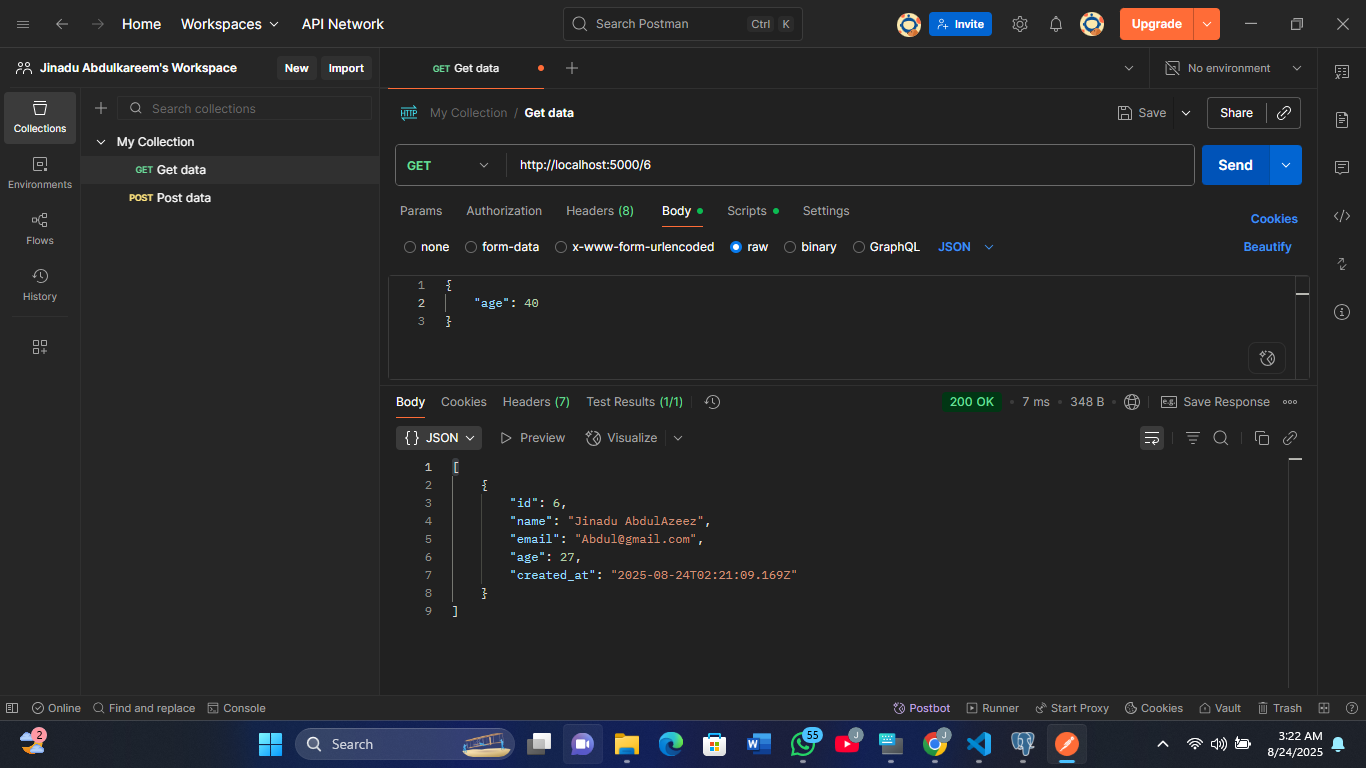 Home Workspaces API Network Search Postman Ctrl K Invite Upgrade
Jinadu Abdulkareem's Workspace New Import GET Get data No environment
Collections
Environments
Flows
History
Search collections
My Collection
GET Get data
POST Post data
HTTP My Collection / Get data Save Share
GET http://localhost:5000/6 Send
Params Authorization Headers (8) Body Scripts Settings Cookies
none form-data x-www-form-urlencoded raw binary GraphQL JSON Beautify
1 {
2 "age": 40
3 }
Body Cookies Headers (7) Test Results (1/1) 200 OK • 7 ms • 348 B • e.g. Save Response
{} JSON Preview Visualize
1 [
2 {
3 "id": 6,
4 "name": "Jinadu AbdulAzeez",
5 "email": "Abdul@gmail.com",
6 "age": 27,
7 "created_at": "2025-08-24T02:21:09.169Z"
8 }
9 ]
Online Find and replace Console Postbot Runner Start Proxy Cookies Vault Trash
2 Search 55 J J 3:22 AM
8/24/2025